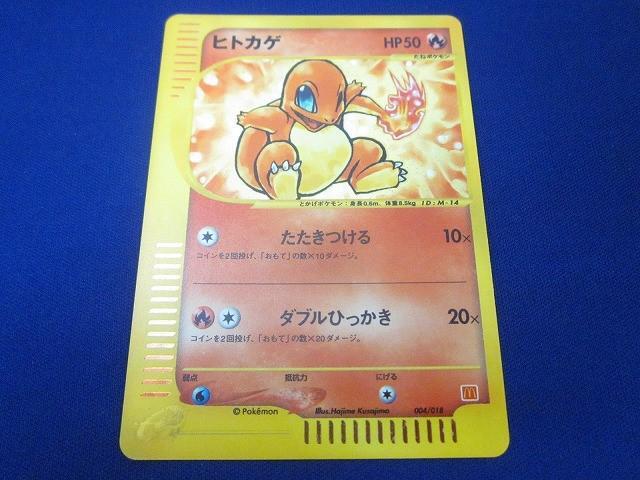 ヒトカゲ HP50
たねポケモン
とかげポケモン：身長0.6m、体重8.5kg ID:M-14
たたきつける 10×
コインを2回投げ、「おもて」の数×10ダメージ。
ダブルひっかき 20×
コインを2回投げ、「おもて」の数×20ダメージ。
弱点 抵抗力 にげる
©Pokémon Illus.Hajime Kusajima 004/018